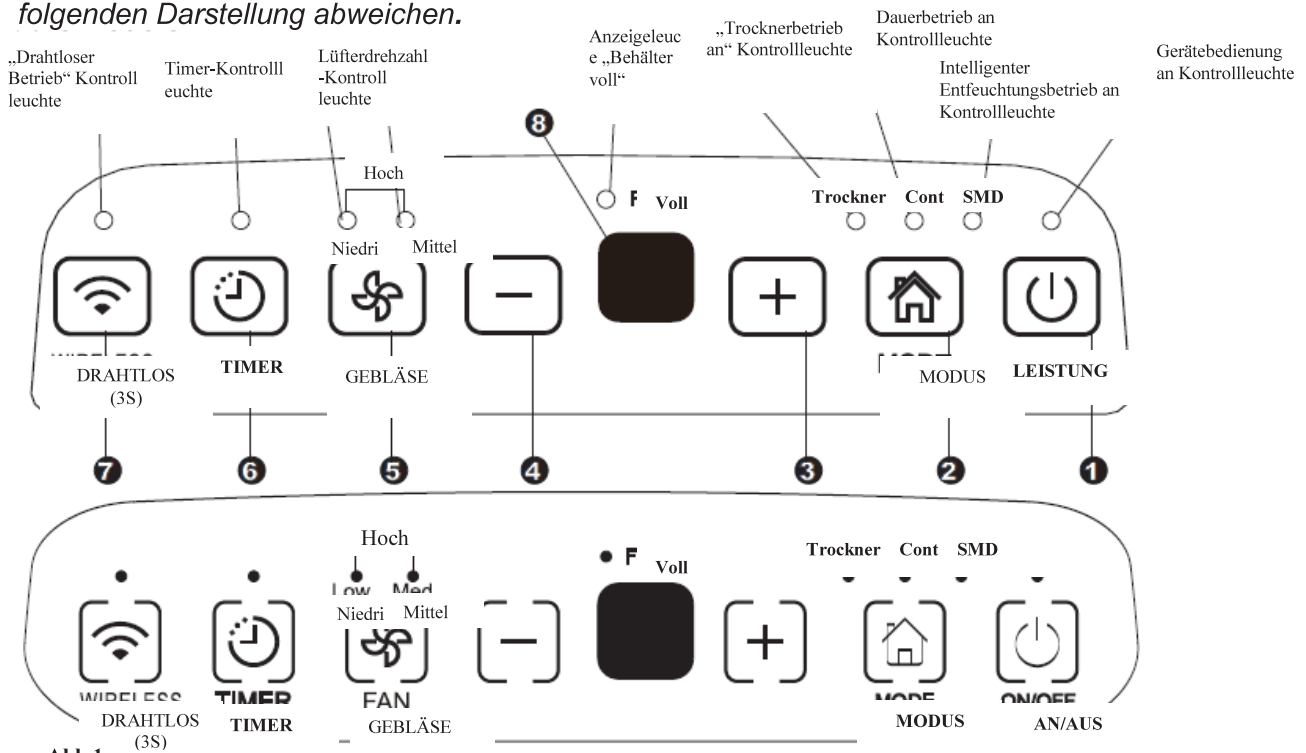 folgenden Darstellung abweichen.
„Drahtloser
Betrieb“ Kontroll
leuchte
Timer-Kontrolll
euchte
Lüfterdrehzahl
-Kontroll
leuchte
Anzeigeleuc
e „Behälter
voll“
„Trocknerbetrieb
an“ Kontrollleuchte
Dauerbetrieb an
Kontrollleuchte
Intelligenter
Entfeuchtungsbetrieb an
Kontrollleuchte
Gerätebedienung
an Kontrollleuchte
8
Hoch
F Voll
Trockner Cont SMD
Niedri Mittel
DRAHTLOS
(3S)
TIMER
GEBLÄSE
MODUS
LEISTUNG
7 6 5 4 3 2 1
Hoch
F Voll
Trockner Cont SMD
Low Med
Niedri Mittel
WIRELESS TIMER FAN MODE ON/OFF
DRAHTLOS
(3S)
TIMER
GEBLÄSE
MODUS
AN/AUS